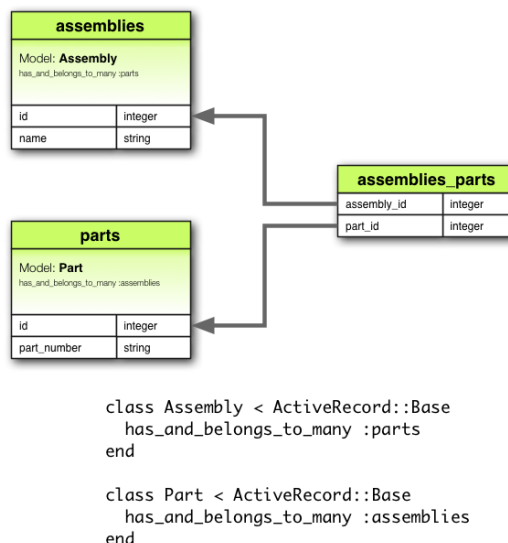 assemblies
Model: Assembly
has_and_belongs_to_many :parts
id integer
name string
assemblies_parts
assembly_id integer
part_id integer
parts
Model: Part
has_and_belongs_to_many :assemblies
id integer
part_number string
class Assembly < ActiveRecord::Base
  has_and_belongs_to_many :parts
end
class Part < ActiveRecord::Base
  has_and_belongs_to_many :assemblies
end